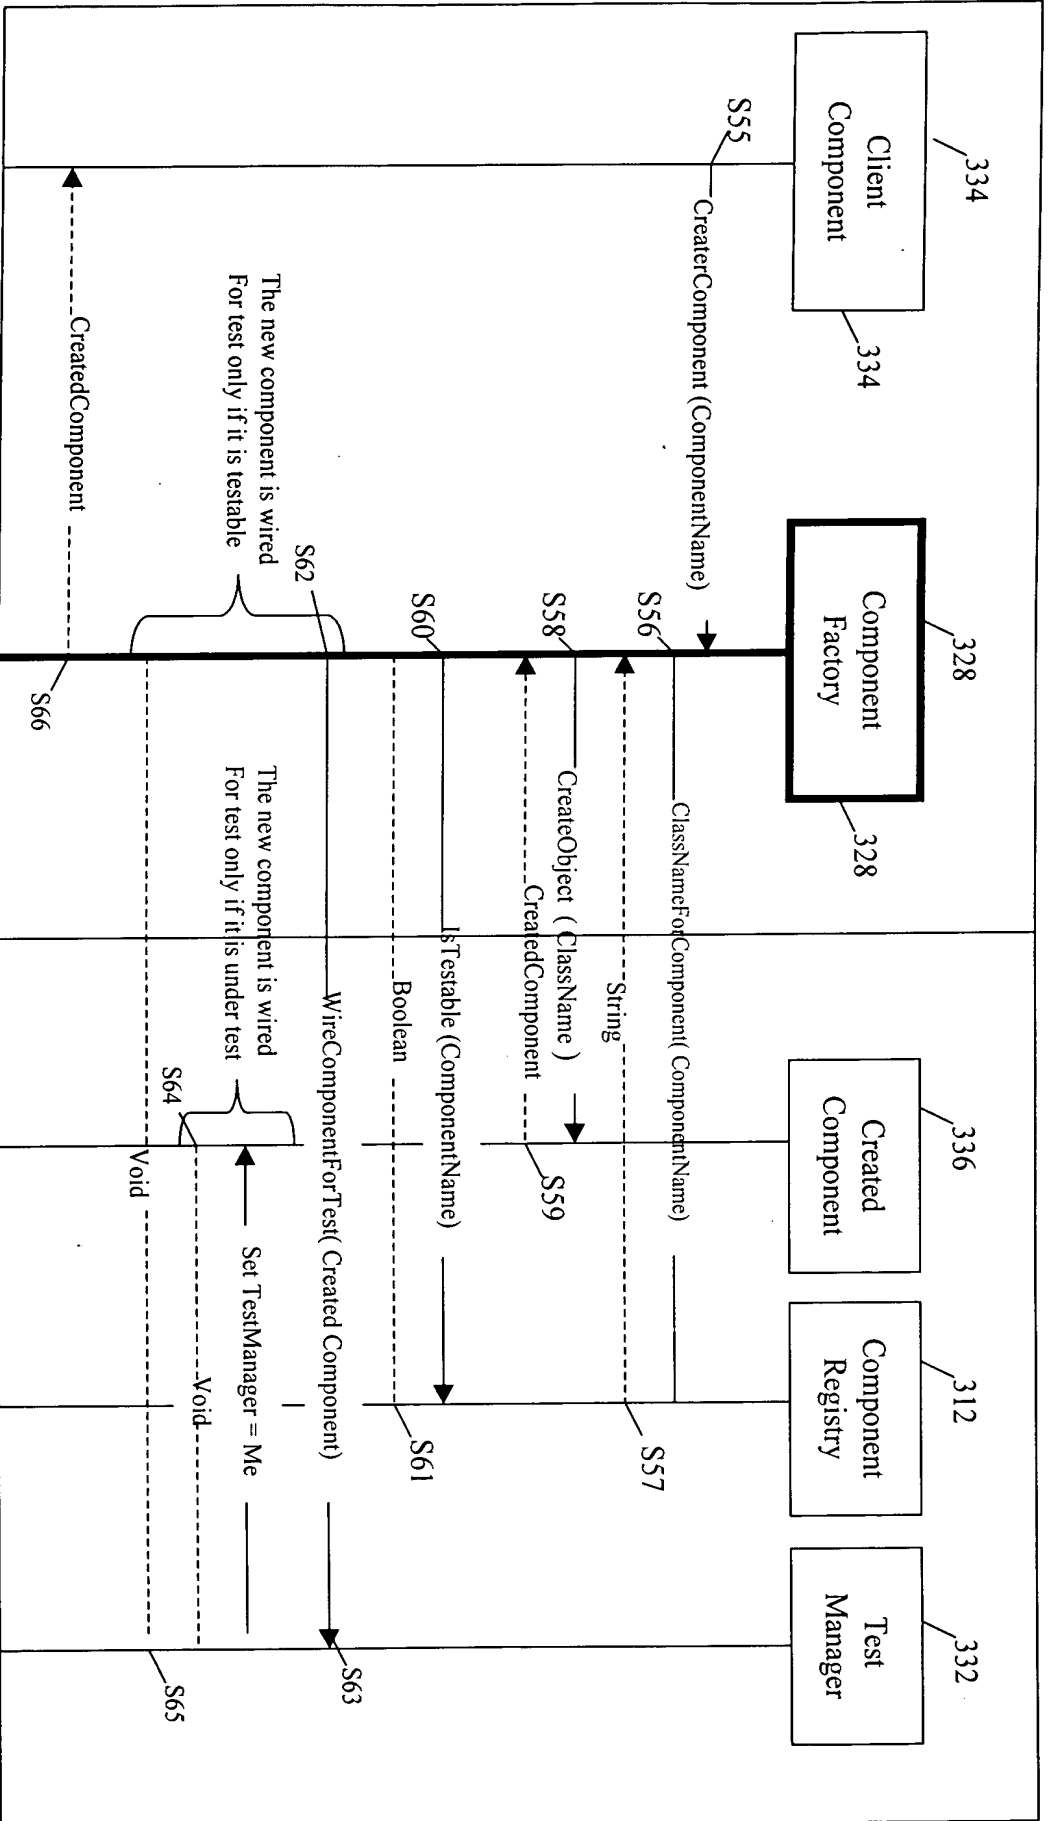 334
Client
Component
334
328
Component
Factory
328
336
Created
Component
312
Component
Registry
332
Test
Manager
S55
CreaterComponent (ComponentName)
S56
ClassNameForComponent( ComponentName)
String
S57
S58
CreateObject ( ClassName )
CreatedComponent
S59
S60
IsTestable (ComponentName)
Boolean
S61
S62
WireComponentForTest( Created Component)
S63
The new component is wired
For test only if it is testable
The new component is wired
For test only if it is under test
Set TestManager = Me
S64
Void
Void
S65
CreatedComponent
S66